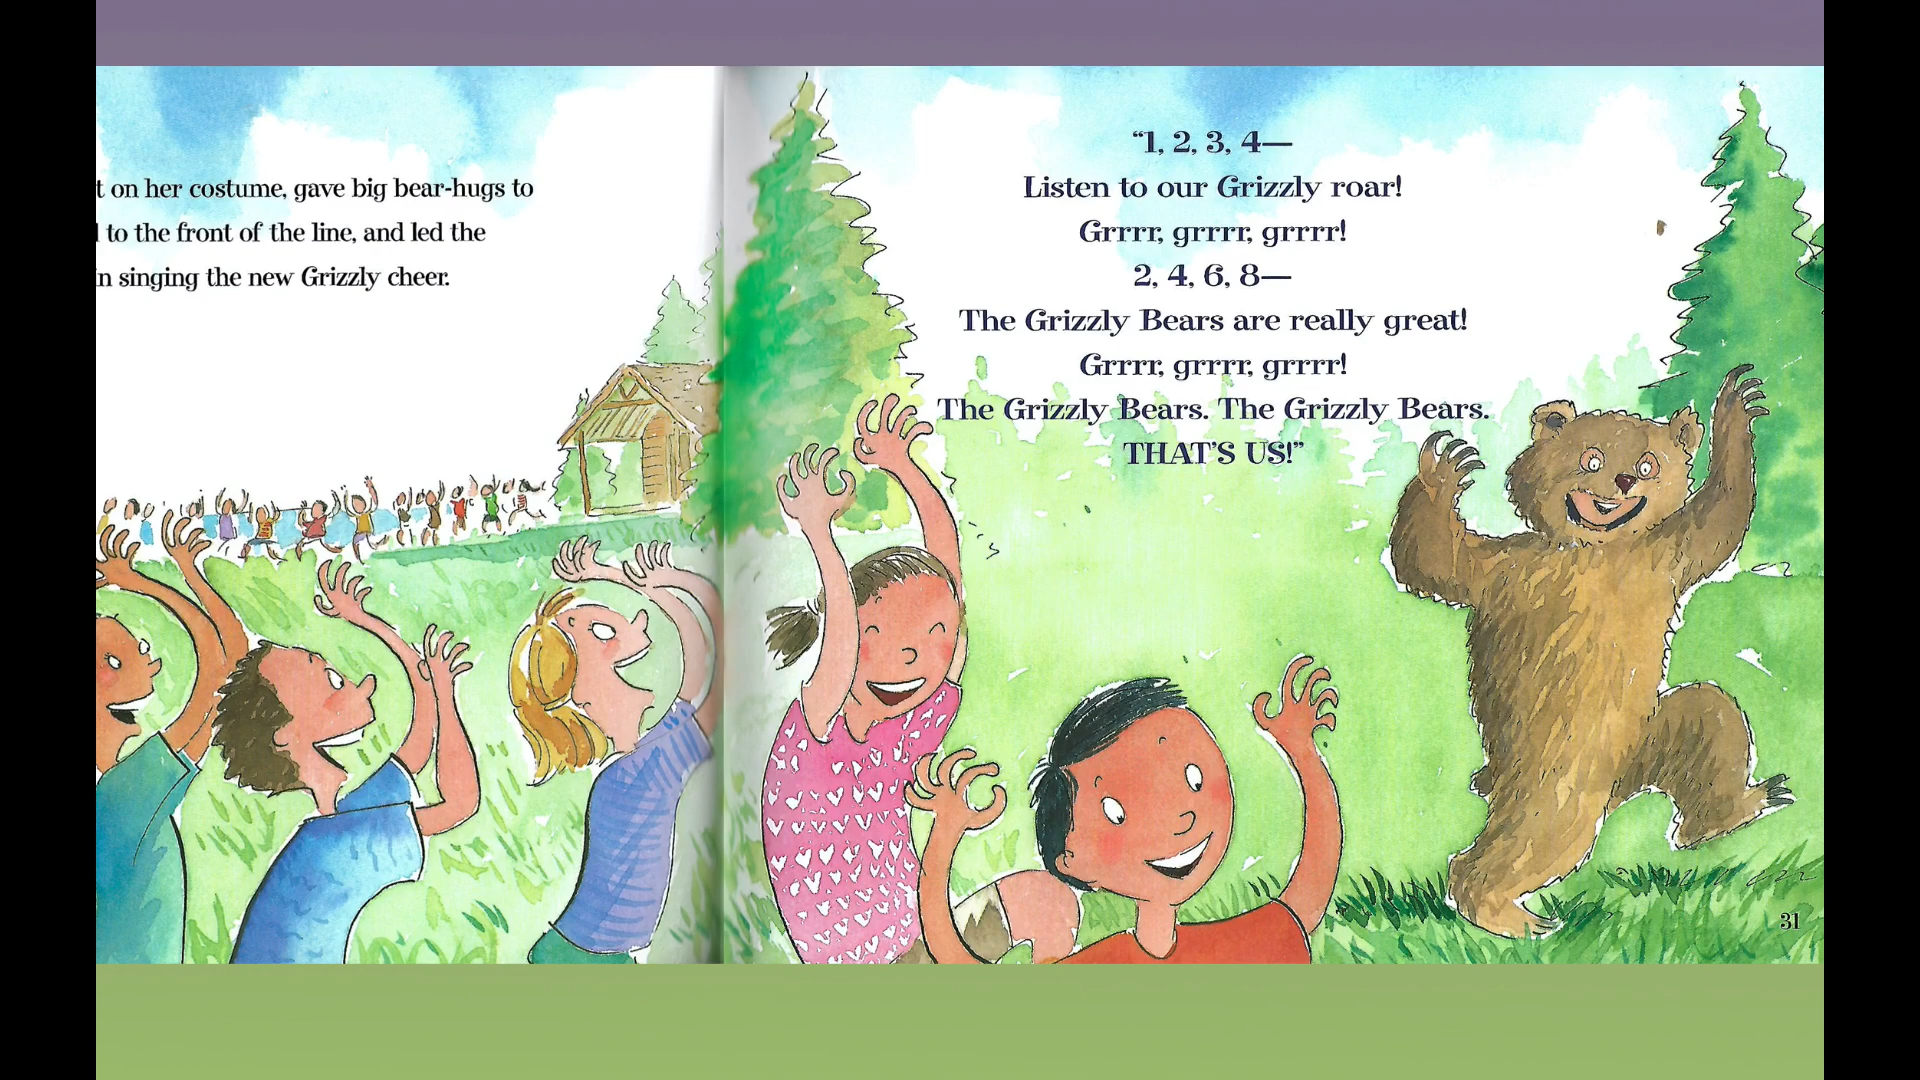 on her costume, gave big bear-hugs to
to the front of the line, and led the
singing the new Grizzly cheer.
“1, 2, 3, 4—
Listen to our Grizzly roar!
Grrrr, grrrr, grrrr!
2, 4, 6, 8—
The Grizzly Bears are really great!
Grrrr, grrrr, grrrr!
The Grizzly Bears. The Grizzly Bears.
THAT’S US!”
31